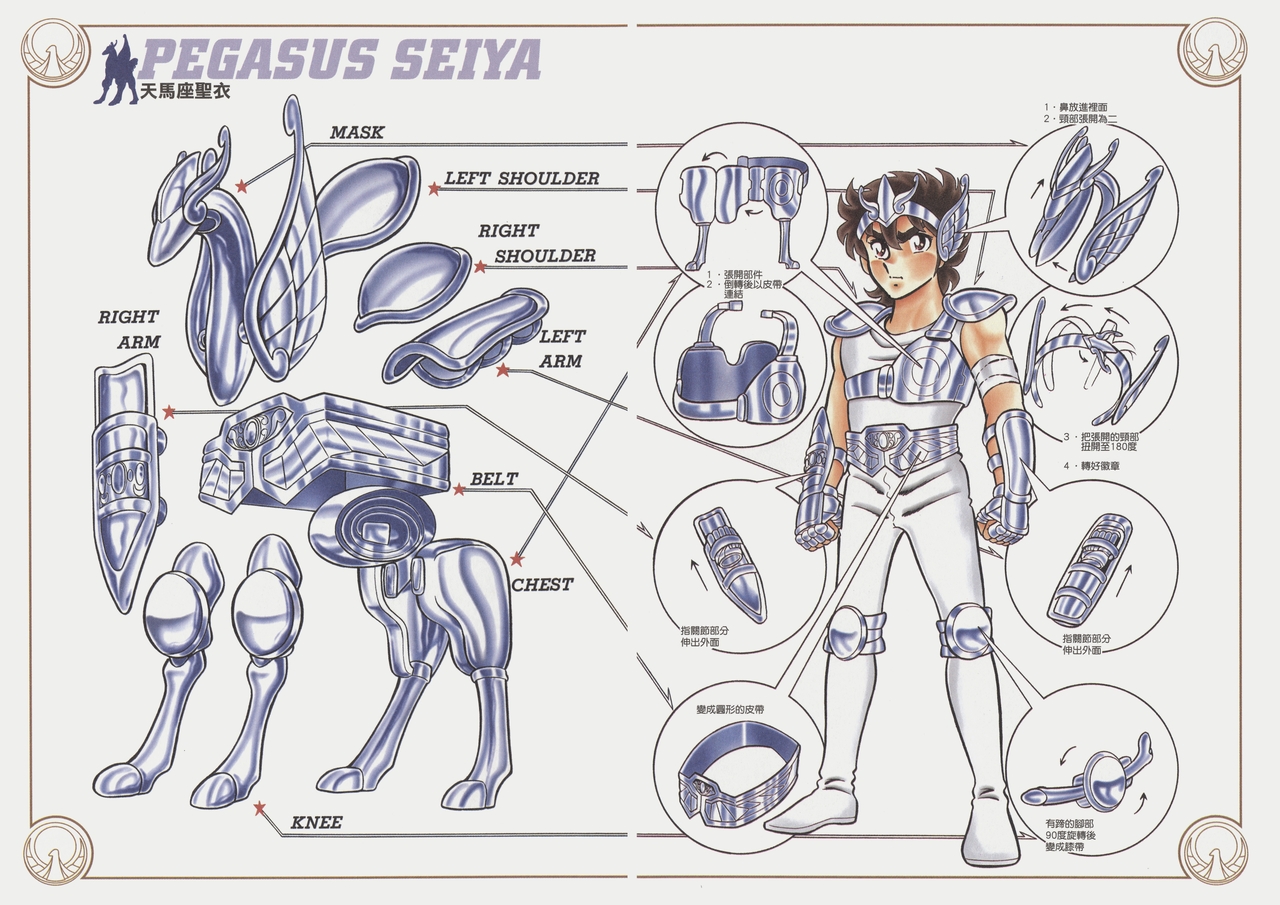 PEGASUS SEIYA
天馬座聖衣
MASK
LEFT SHOULDER
RIGHT
SHOULDER
RIGHT
ARM
LEFT
ARM
BELT
CHEST
KNEE
1・鼻放進裡面
2・頸部張開為二
1・張開部件
2・倒轉後以皮帶
連結
3・把張開的頸部
扭開至180度
4・轉好徽章
指關節部分
伸出外面
指關節部分
伸出外面
變成圓形的皮帶
有蹄的腳部
90度旋轉後
變成膝帶